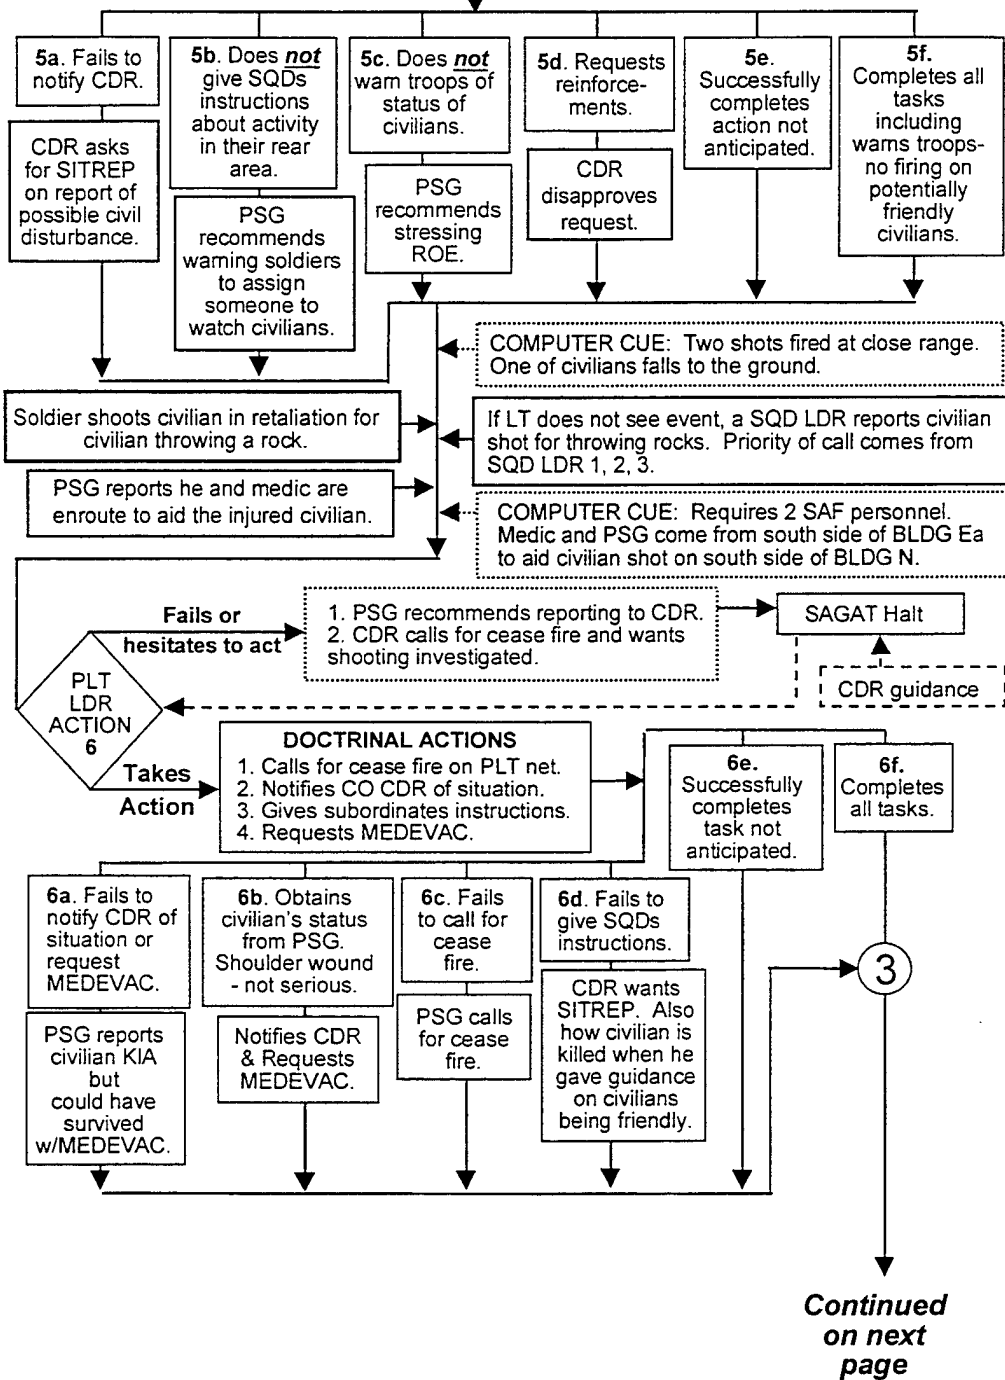 5a. Fails to
notify CDR.
CDR asks
for SITREP
on report of
possible civil
disturbance.
5b. Does not
give SQDs
instructions
about activity
in their rear
area.
PSG
recommends
warning soldiers
to assign
someone to
watch civilians.
5c. Does not
warn troops of
status of
civilians.
PSG
recommends
stressing
ROE.
5d. Requests
reinforce-
ments.
CDR
disapproves
request.
5e.
Successfully
completes
action not
anticipated.
5f.
Completes all
tasks
including
warns troops-
no firing on
potentially
friendly
civilians.
COMPUTER CUE: Two shots fired at close range.
One of civilians falls to the ground.
Soldier shoots civilian in retaliation for
civilian throwing a rock.
If LT does not see event, a SQD LDR reports civilian
shot for throwing rocks. Priority of call comes from
SQD LDR 1, 2, 3.
PSG reports he and medic are
enroute to aid the injured civilian.
COMPUTER CUE: Requires 2 SAF personnel.
Medic and PSG come from south side of BLDG Ea
to aid civilian shot on south side of BLDG N.
Fails or
hesitates to act
1. PSG recommends reporting to CDR.
2. CDR calls for cease fire and wants
shooting investigated.
SAGAT Halt
CDR guidance
PLT
LDR
ACTION
6
Takes
Action
DOCTRINAL ACTIONS
1. Calls for cease fire on PLT net.
2. Notifies CO CDR of situation.
3. Gives subordinates instructions.
4. Requests MEDEVAC.
6e.
Successfully
completes
task not
anticipated.
6f.
Completes
all tasks.
6a. Fails to
notify CDR of
situation or
request
MEDEVAC.
PSG reports
civilian KIA
but
could have
survived
w/MEDEVAC.
6b. Obtains
civilian's status
from PSG.
Shoulder wound
- not serious.
Notifies CDR
& Requests
MEDEVAC.
6c. Fails
to call for
cease
fire.
PSG calls
for cease
fire.
6d. Fails to
give SQDs
instructions.
CDR wants
SITREP. Also
how civilian is
killed when he
gave guidance
on civilians
being friendly.
3
Continued
on next
page